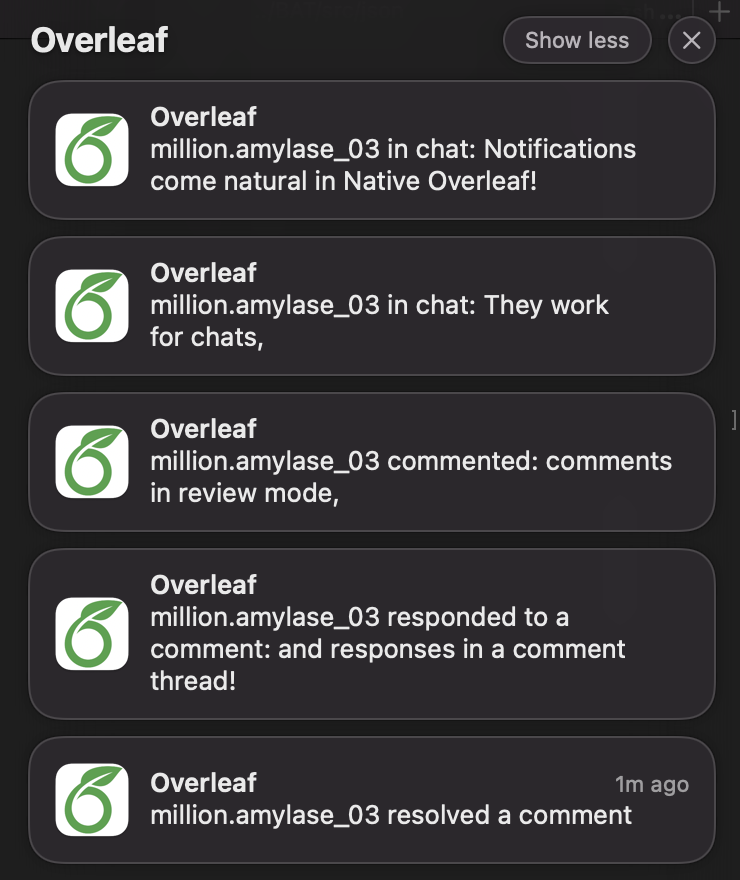 Overleaf
Show less
Overleaf
million.amylase_03 in chat: Notifications
come natural in Native Overleaf!
Overleaf
million.amylase_03 in chat: They work
for chats,
Overleaf
million.amylase_03 commented: comments
in review mode,
Overleaf
million.amylase_03 responded to a
comment: and responses in a comment
thread!
Overleaf
1m ago
million.amylase_03 resolved a comment
]